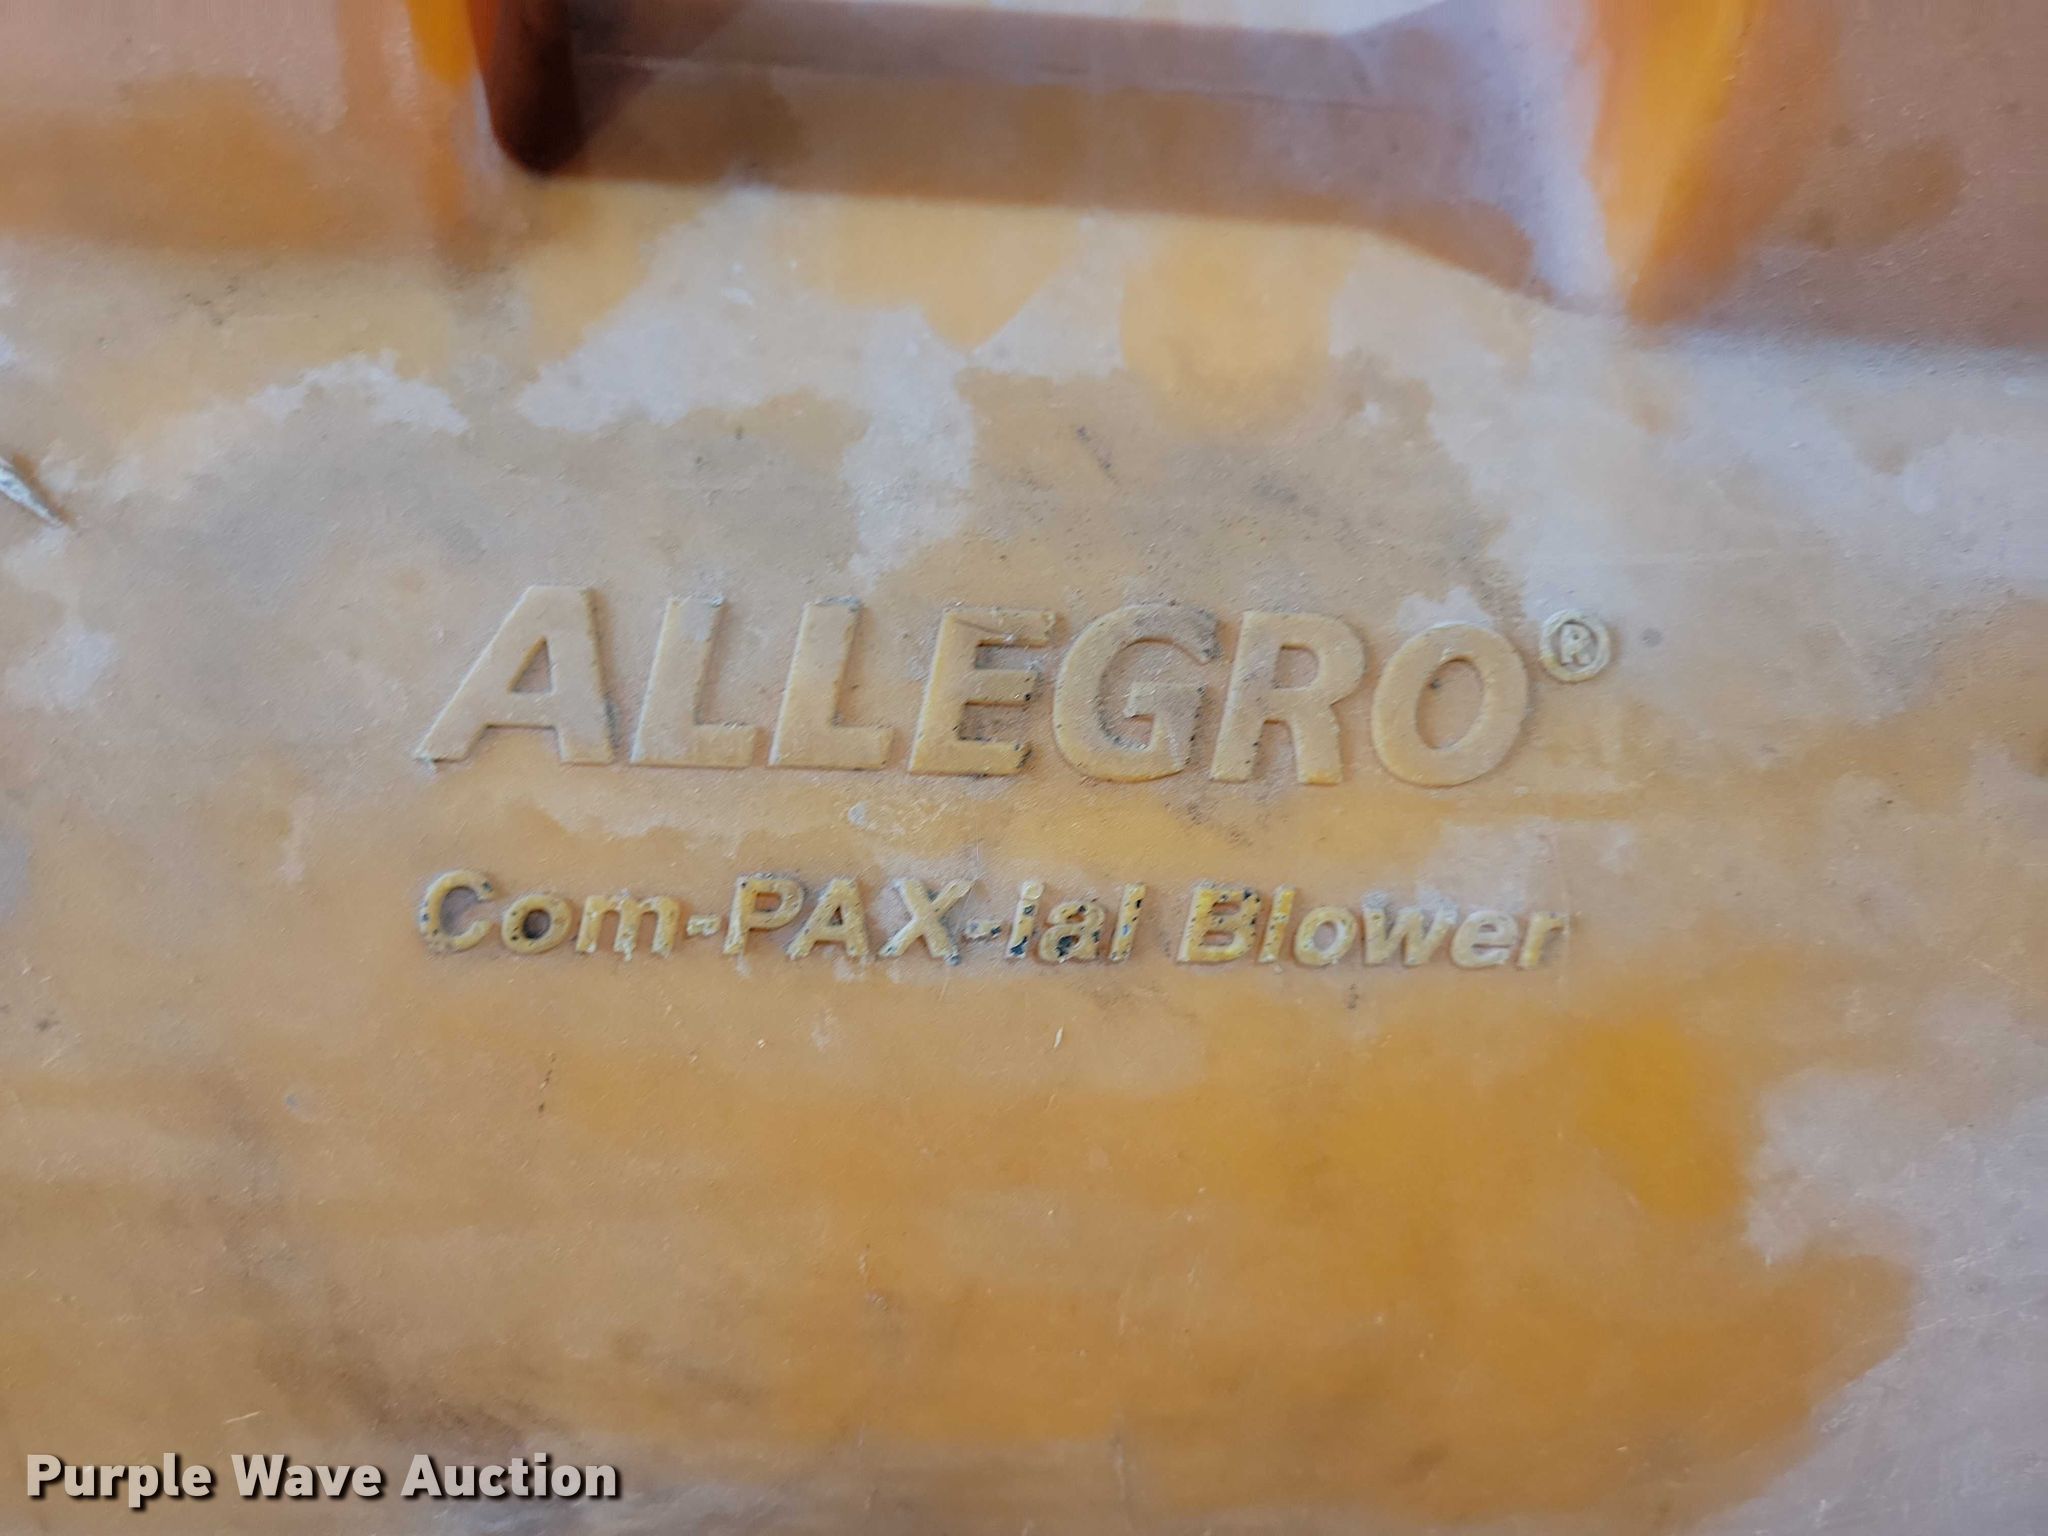 ALLEGRO®
Com-PAX-ial Blower
Purple Wave Auction